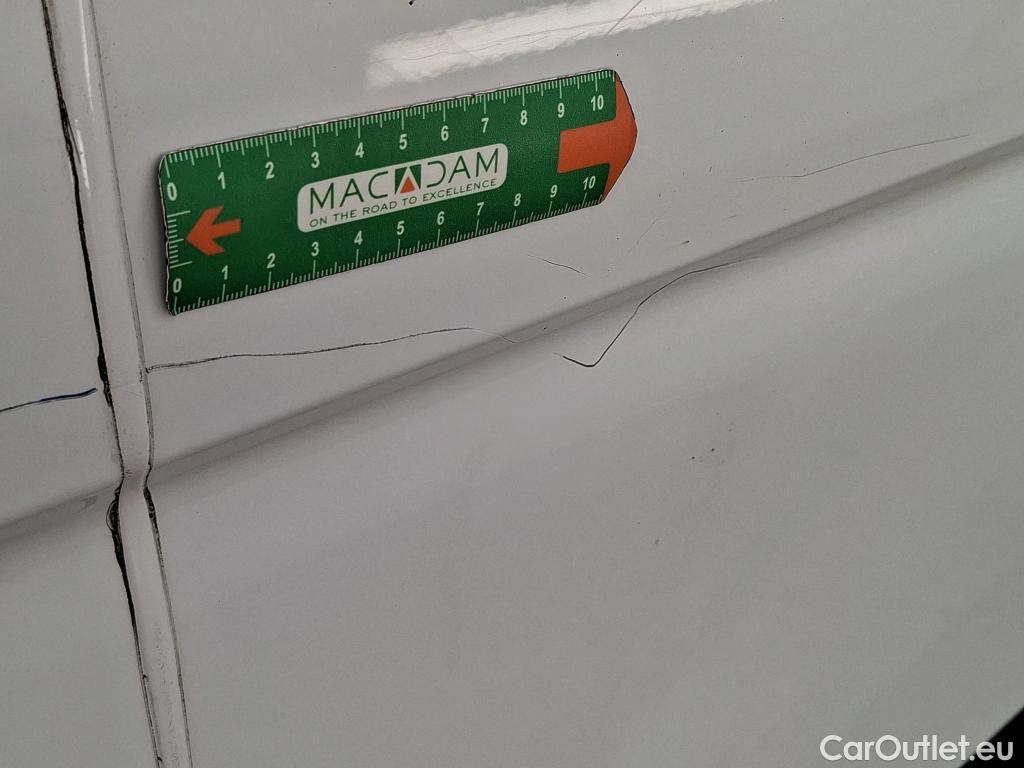 0 1 2 3 4 5 6 7 8 9 10
MACADAM
ON THE ROAD TO EXCELLENCE
0 1 2 3 4 5 6 7 8 9 10
CarOutlet.eu